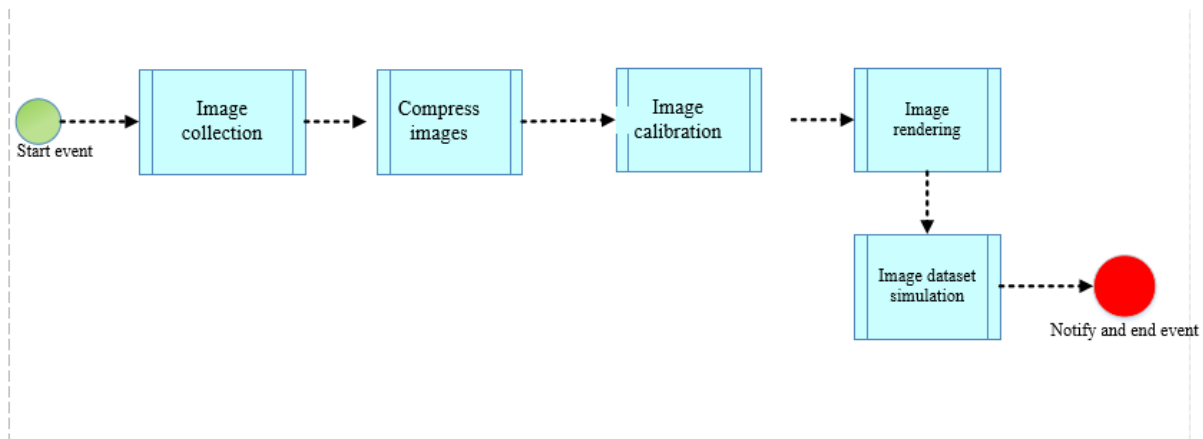 Start event
Image
collection
Compress
images
Image
calibration
Image
rendering
Image dataset
simulation
Notify and end event